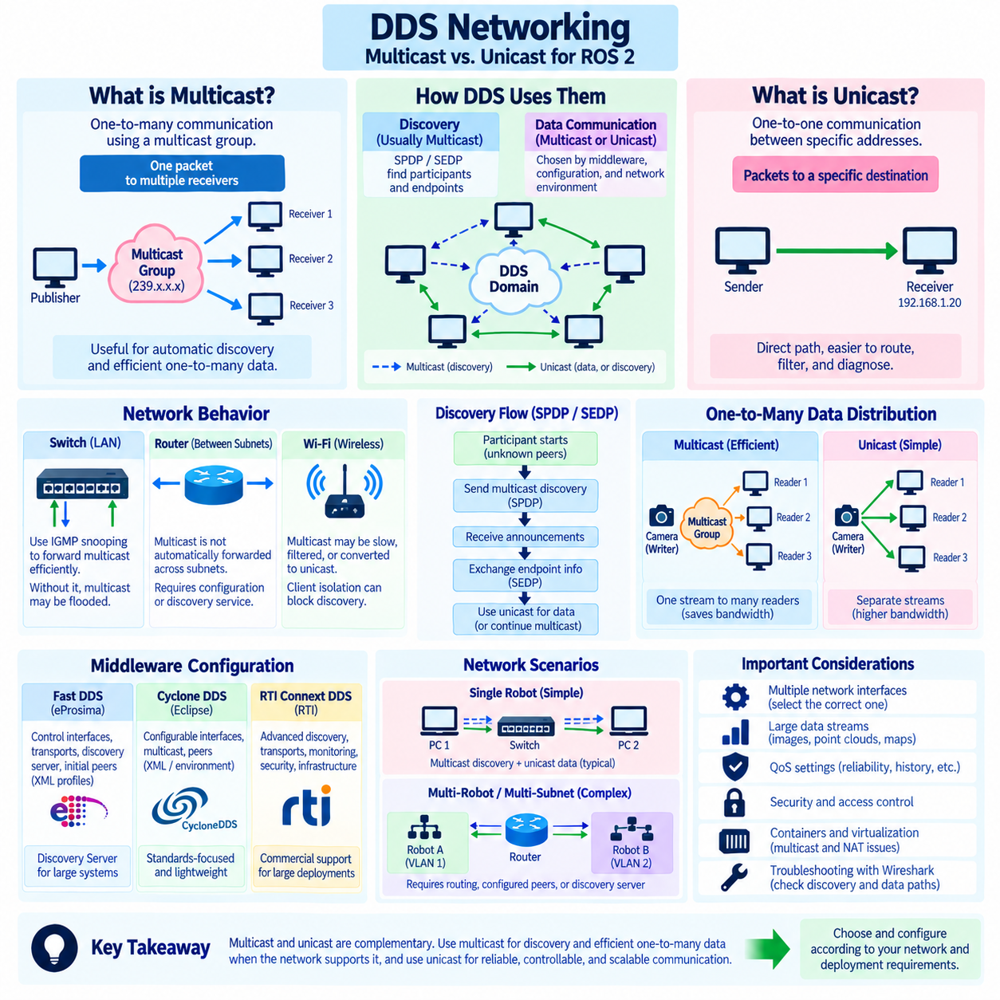 DDS Networking
Multicast vs. Unicast for ROS 2
What is Multicast?
One-to-many communication
using a multicast group.
One packet
to multiple receivers
Publisher
Multicast
Group
(239.x.x.x)
Receiver 1
Receiver 2
Receiver 3
Useful for automatic discovery
and efficient one-to-many data.
How DDS Uses Them
Discovery
(Usually Multicast)
SPDP / SEDP
find participants
and endpoints
Data Communication
(Multicast or Unicast)
Chosen by middleware,
configuration, and network
environment
DDS
Domain
Multicast (discovery)
Unicast (data, or discovery)
What is Unicast?
One-to-one communication
between specific addresses.
Packets to a specific destination
Sender
Receiver
192.168.1.20
Direct path, easier to route,
filter, and diagnose.
Network Behavior
Switch (LAN)
Use IGMP snooping
to forward multicast
efficiently.
Without it, multicast
may be flooded.
Router (Between Subnets)
Multicast is not
automatically forwarded
across subnets.
Requires configuration
or discovery service.
Wi-Fi (Wireless)
Multicast may be slow,
filtered, or converted
to unicast.
Client isolation can
block discovery.
Discovery Flow (SPDP / SEDP)
Participant starts
(unknown peers)
Send multicast discovery
(SPDP)
Receive announcements
Exchange endpoint info
(SEDP)
Use unicast for data
(or continue multicast)
One-to-Many Data Distribution
Multicast (Efficient)
Camera
(Writer)
Multicast
Group
Reader 1
Reader 2
Reader 3
One stream to many readers
(saves bandwidth)
Unicast (Simple)
Camera
(Writer)
Reader 1
Reader 2
Reader 3
Separate streams
(higher bandwidth)
Middleware Configuration
Fast DDS
(eProsima)
Control interfaces,
transports, discovery
server, initial peers
(XML profiles)
e
Discovery Server
for large systems
Cyclone DDS
(Eclipse)
Configurable interfaces,
multicast, peers
(XML / environment)
CycloneDDS
Standards-focused
and lightweight
RTI Connext DDS
(RTI)
Advanced discovery,
transports, monitoring,
security, infrastructure
rti
Commercial support
for large deployments
Network Scenarios
Single Robot (Simple)
PC 1
Switch
PC 2
Multicast discovery + unicast data (typical)
Multi-Robot / Multi-Subnet (Complex)
Robot A
(VLAN 1)
Router
Robot B
(VLAN 2)
Requires routing, configured peers, or discovery server
Important Considerations
Multiple network interfaces
(select the correct one)
Large data streams
(images, point clouds, maps)
QoS settings (reliability, history, etc.)
Security and access control
Containers and virtualization
(multicast and NAT issues)
Troubleshooting with Wireshark
(check discovery and data paths)
Key Takeaway
Multicast and unicast are complementary. Use multicast for discovery and efficient one-to-many data
when the network supports it, and use unicast for reliable, controllable, and scalable communication.
Choose and configure
according to your network and
deployment requirements.